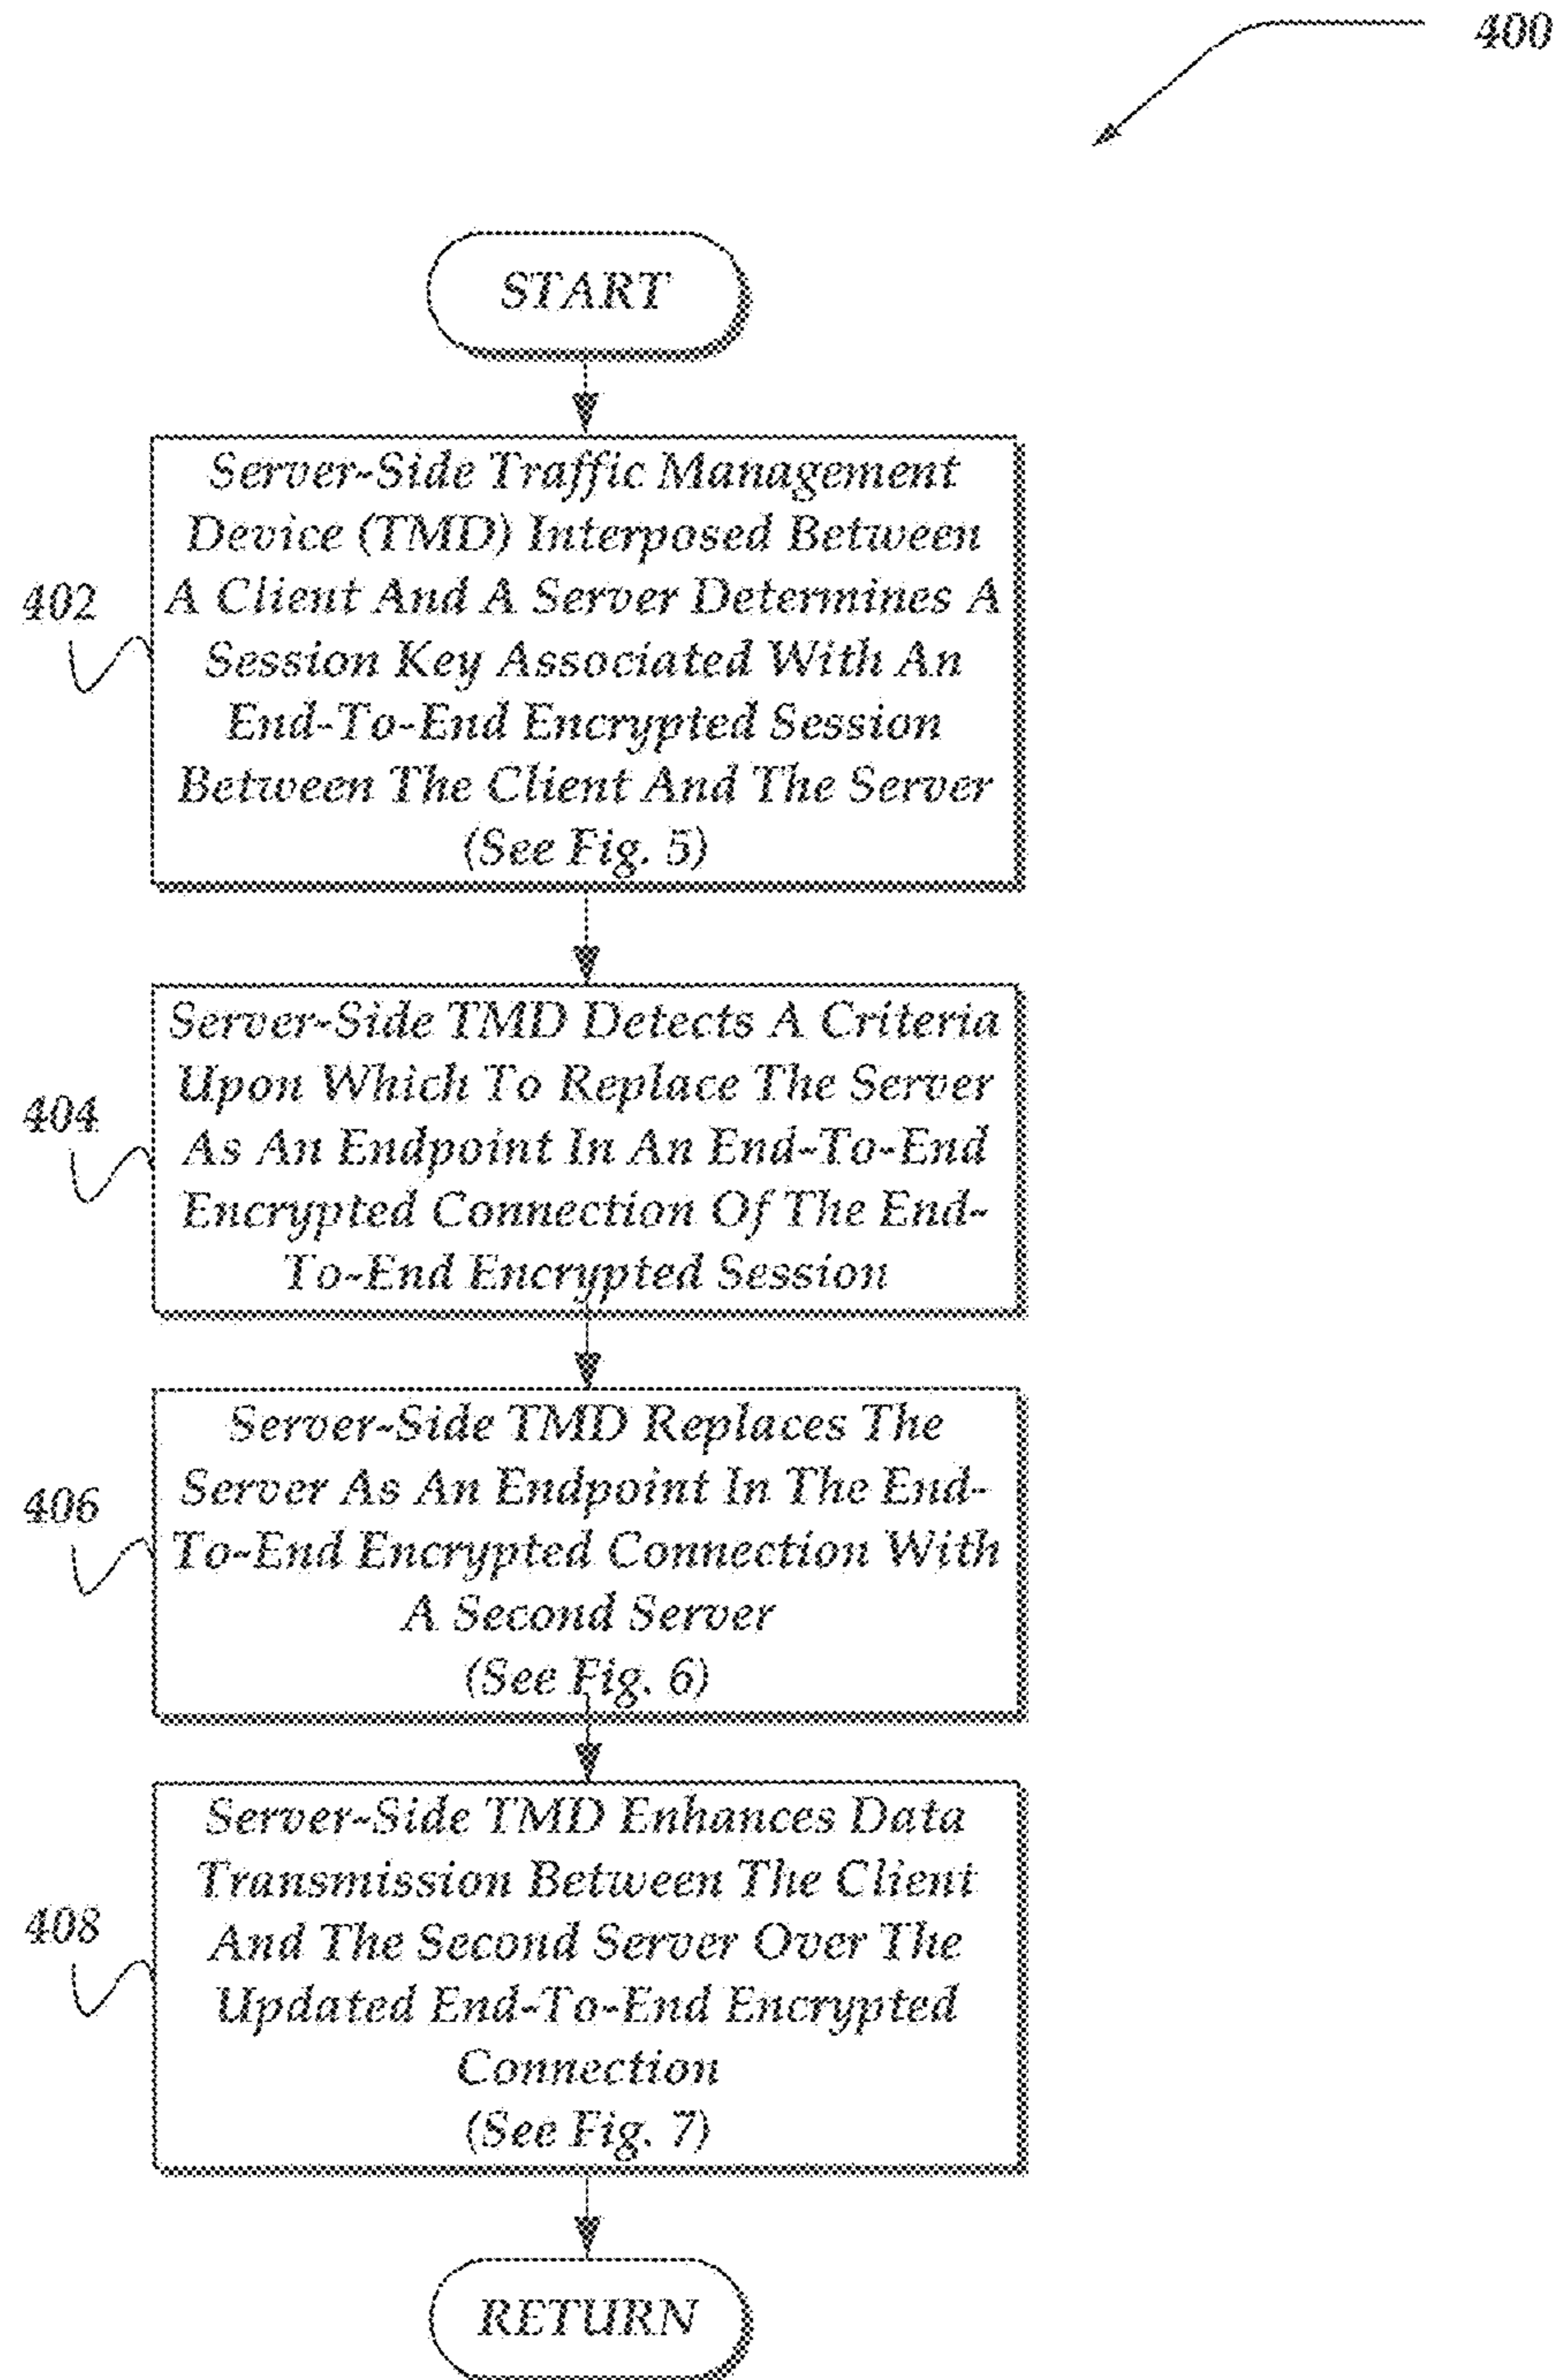 400
START
402
Server-Side Traffic Management
Device (TMD) Interposed Between
A Client And A Server Determines A
Session Key Associated With An
End-To-End Encrypted Session
Between The Client And The Server
(See Fig. 5)
404
Server-Side TMD Detects A Criteria
Upon Which To Replace The Server
As An Endpoint In An End-To-End
Encrypted Connection Of The End-
To-End Encrypted Session
406
Server-Side TMD Replaces The
Server As An Endpoint In The End-
To-End Encrypted Connection With
A Second Server
(See Fig. 6)
408
Server-Side TMD Enhances Data
Transmission Between The Client
And The Second Server Over The
Updated End-To-End Encrypted
Connection
(See Fig. 7)
RETURN